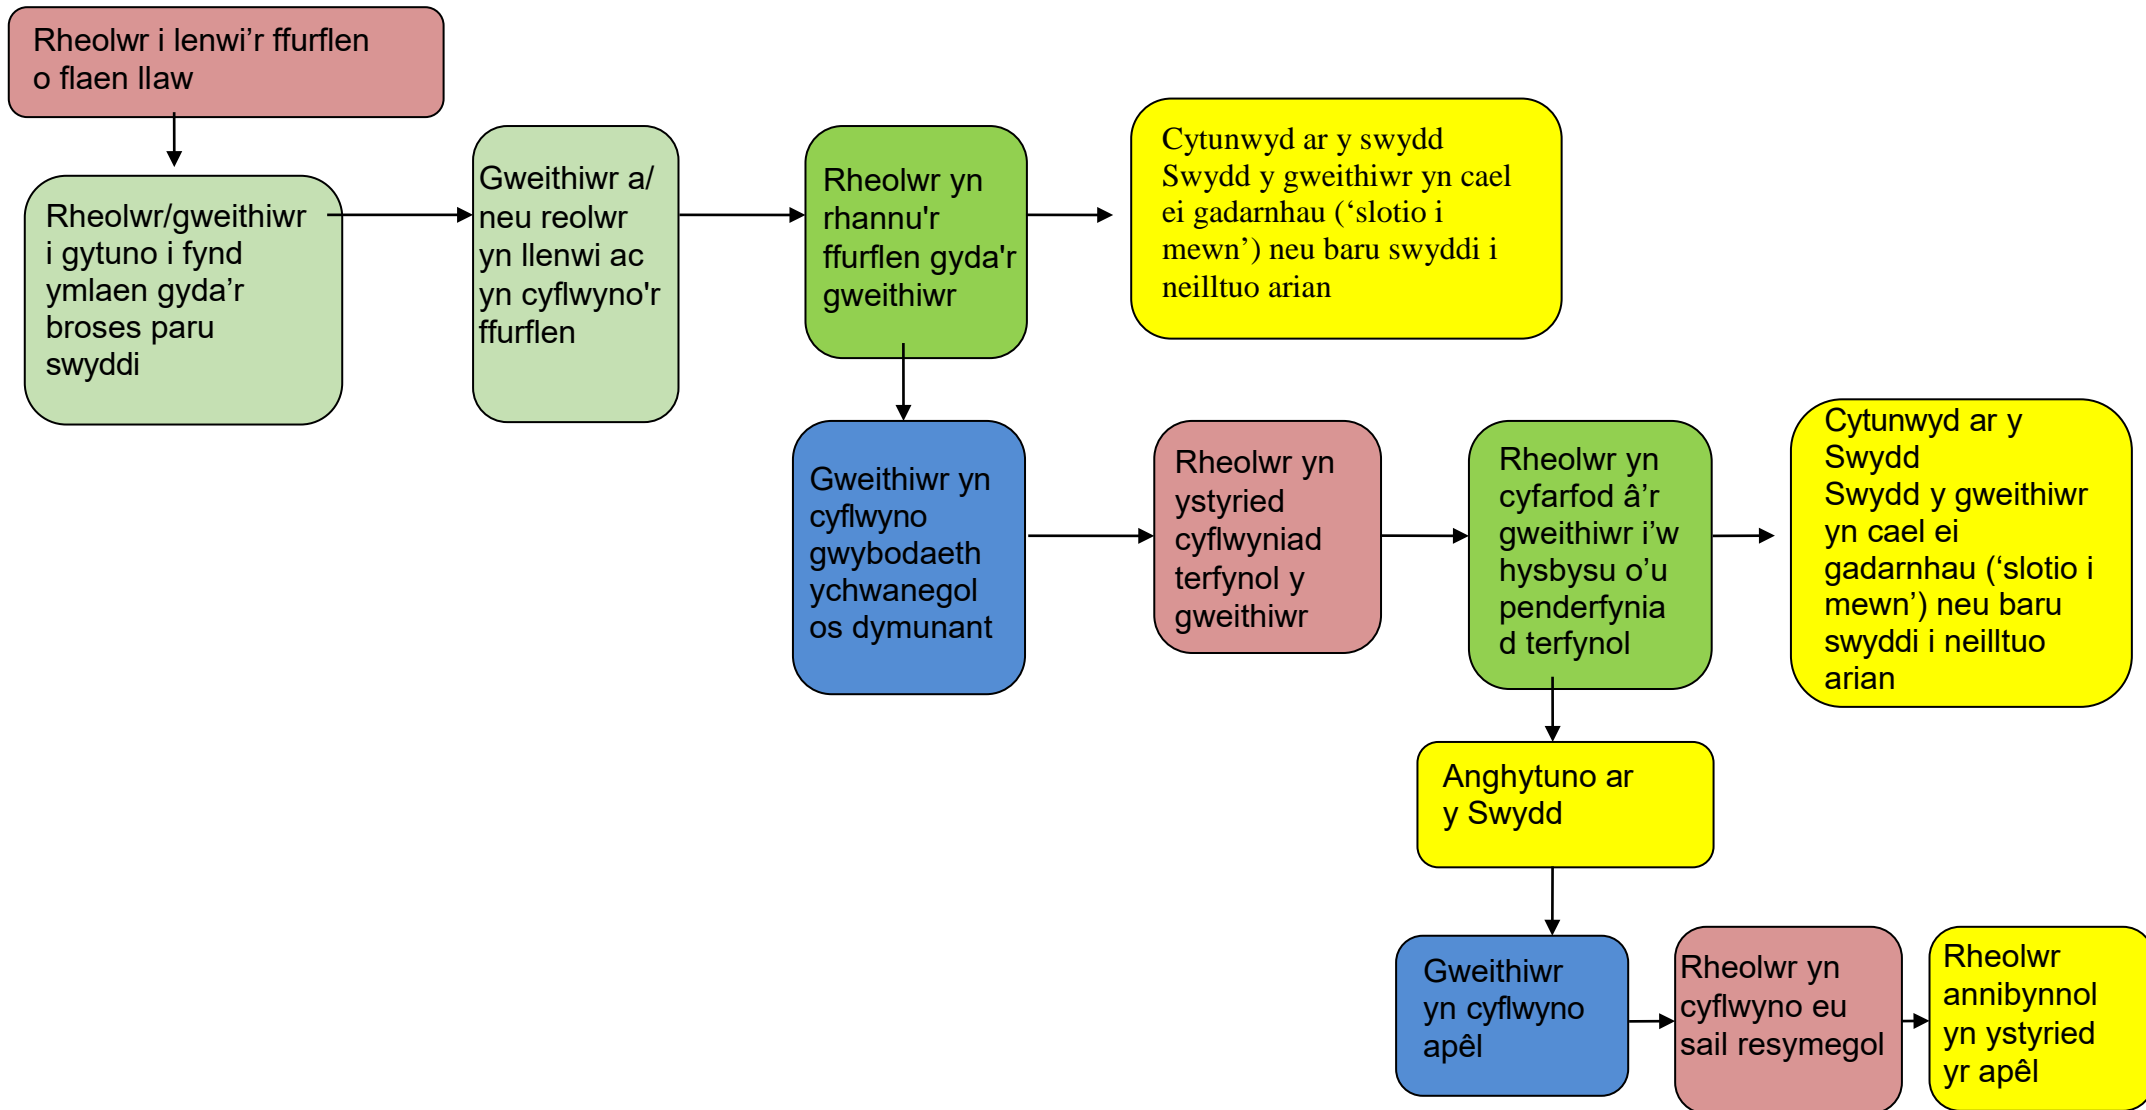 Rheolwr i lenwi’r ffurflen
o flaen llaw
Rheolwr/gweithiwr
i gytuno i fynd
ymlaen gyda’r
broses paru
swyddi
Gweithiwr a/
neu reolwr
yn llenwi ac
yn cyflwyno'r
ffurflen
Rheolwr yn
rhannu'r
ffurflen gyda'r
gweithiwr
Cytunwyd ar y swydd
Swydd y gweithiwr yn cael
ei gadarnhau (‘slotio i
mewn’) neu baru swyddi i
neilltuo arian
Gweithiwr yn
cyflwyno
gwybodaeth
ychwanegol
os dymunant
Rheolwr yn
ystyried
cyflwyniad
terfynol y
gweithiwr
Rheolwr yn
cyfarfod â’r
gweithiwr i’w
hysbysu o’u
penderfynia
d terfynol
Cytunwyd ar y
Swydd
Swydd y gweithiwr
yn cael ei
gadarnhau (‘slotio i
mewn’) neu baru
swyddi i neilltuo
arian
Anghytuno ar
y Swydd
Gweithiwr
yn cyflwyno
apêl
Rheolwr yn
cyflwyno eu
sail resymegol
Rheolwr
annibynnol
yn ystyried
yr apêl